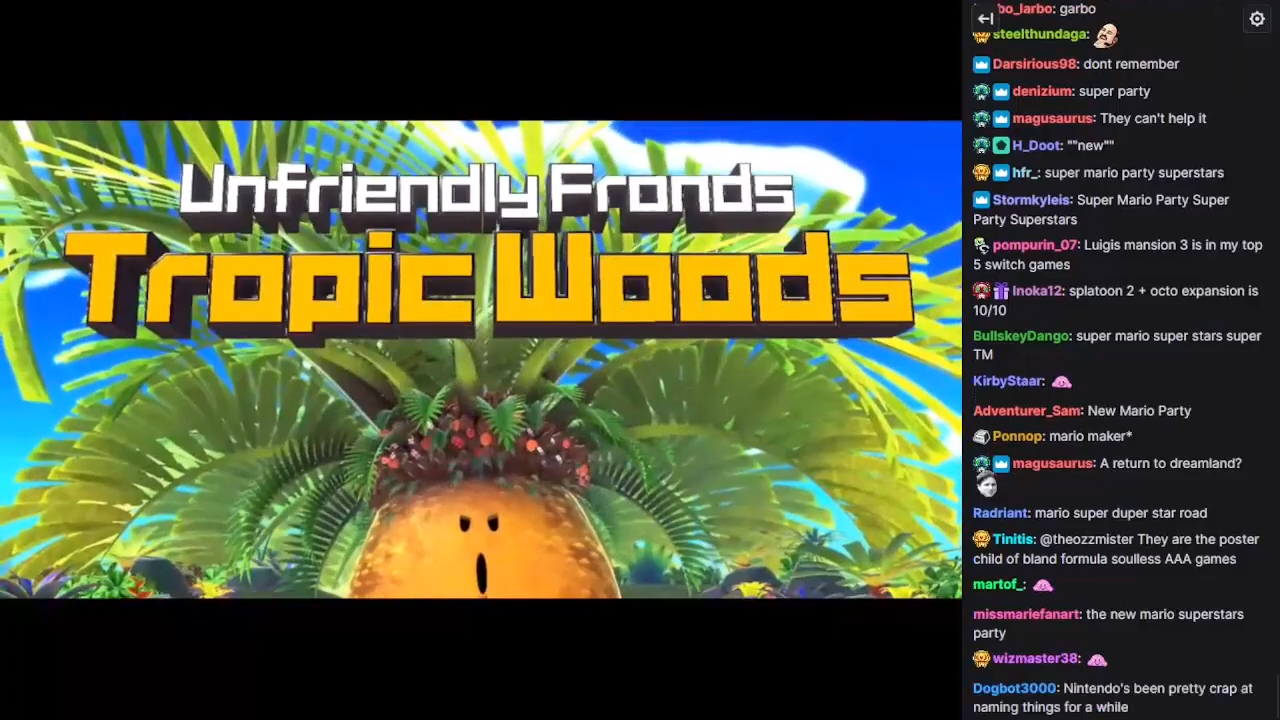 Unfriendly Fronds
Tropic Woods
bo_larbo: garbo
steelthundaga:
Darsirious98: dont remember
denizium: super party
magusaurus: They can't help it
H_Doot: ""new""
hfr_: super mario party superstars
Stormkyleis: Super Mario Party Super
Party Superstars
pompurin_07: Luigis mansion 3 is in my top
5 switch games
Inoka12: splatoon 2 + octo expansion is
10/10
BullskeyDango: super mario super stars super
TM
KirbyStaar:
Adventurer_Sam: New Mario Party
Ponnop: mario maker*
magusaurus: A return to dreamland?
Radriant: mario super duper star road
Tinitis: @theozzmister They are the poster
child of bland formula soulless AAA games
martof_:
missmariefanart: the new mario superstars
party
wizmaster38:
Dogbot3000: Nintendo's been pretty crap at
naming things for a while